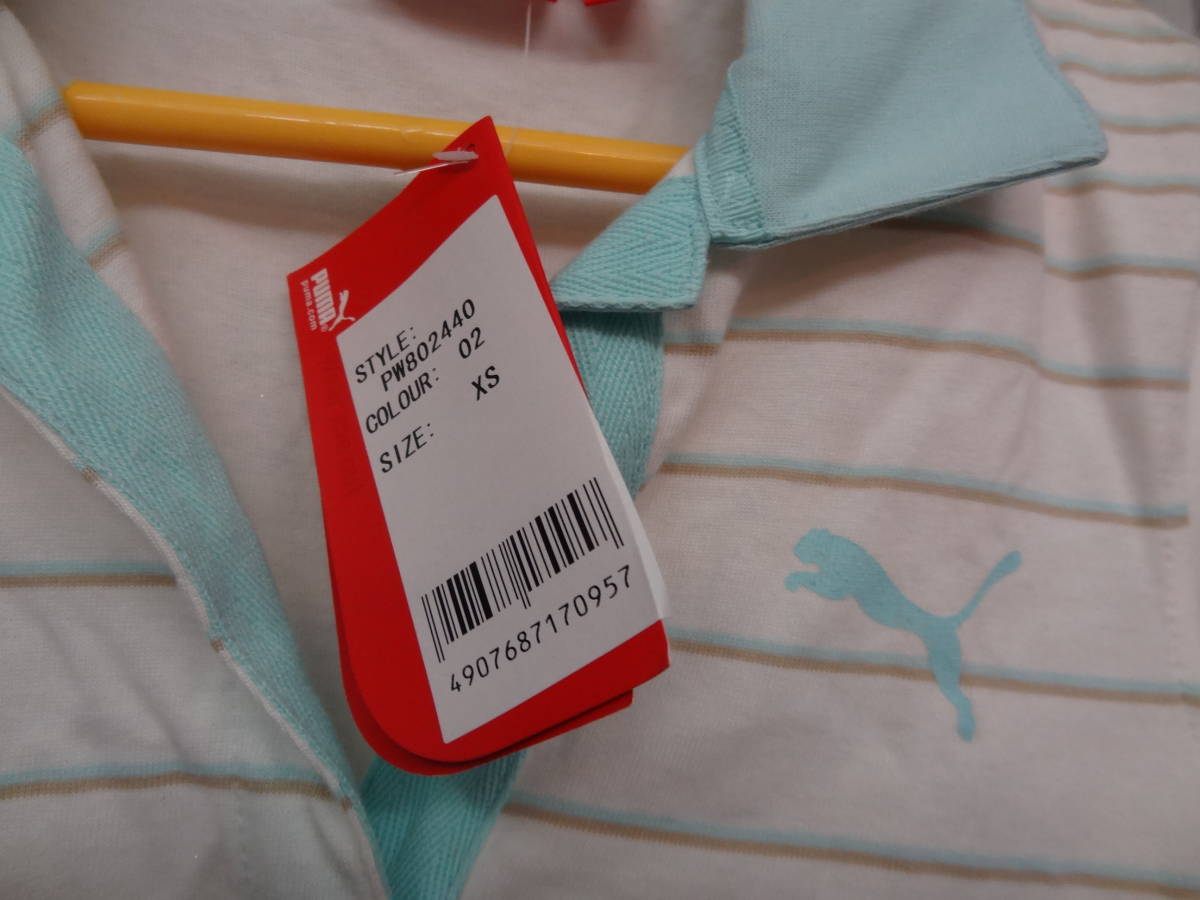 PUMA®
puma.com
STYLE:
PW802440
COLOUR: 02
SIZE: XS
4907687170957